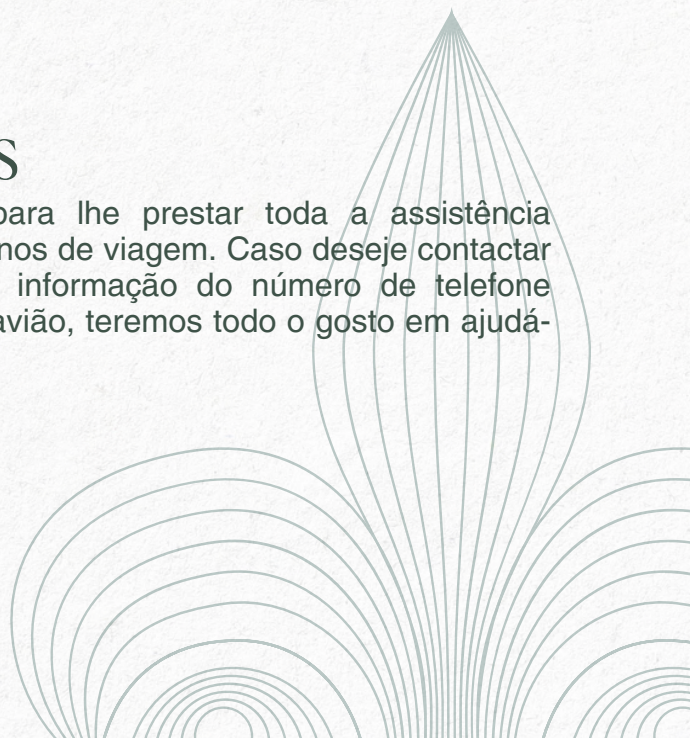 S
para lhe prestar toda a assistência
nos de viagem. Caso deseje contactar
informação do número de telefone
avião, teremos todo o gosto em ajudá-